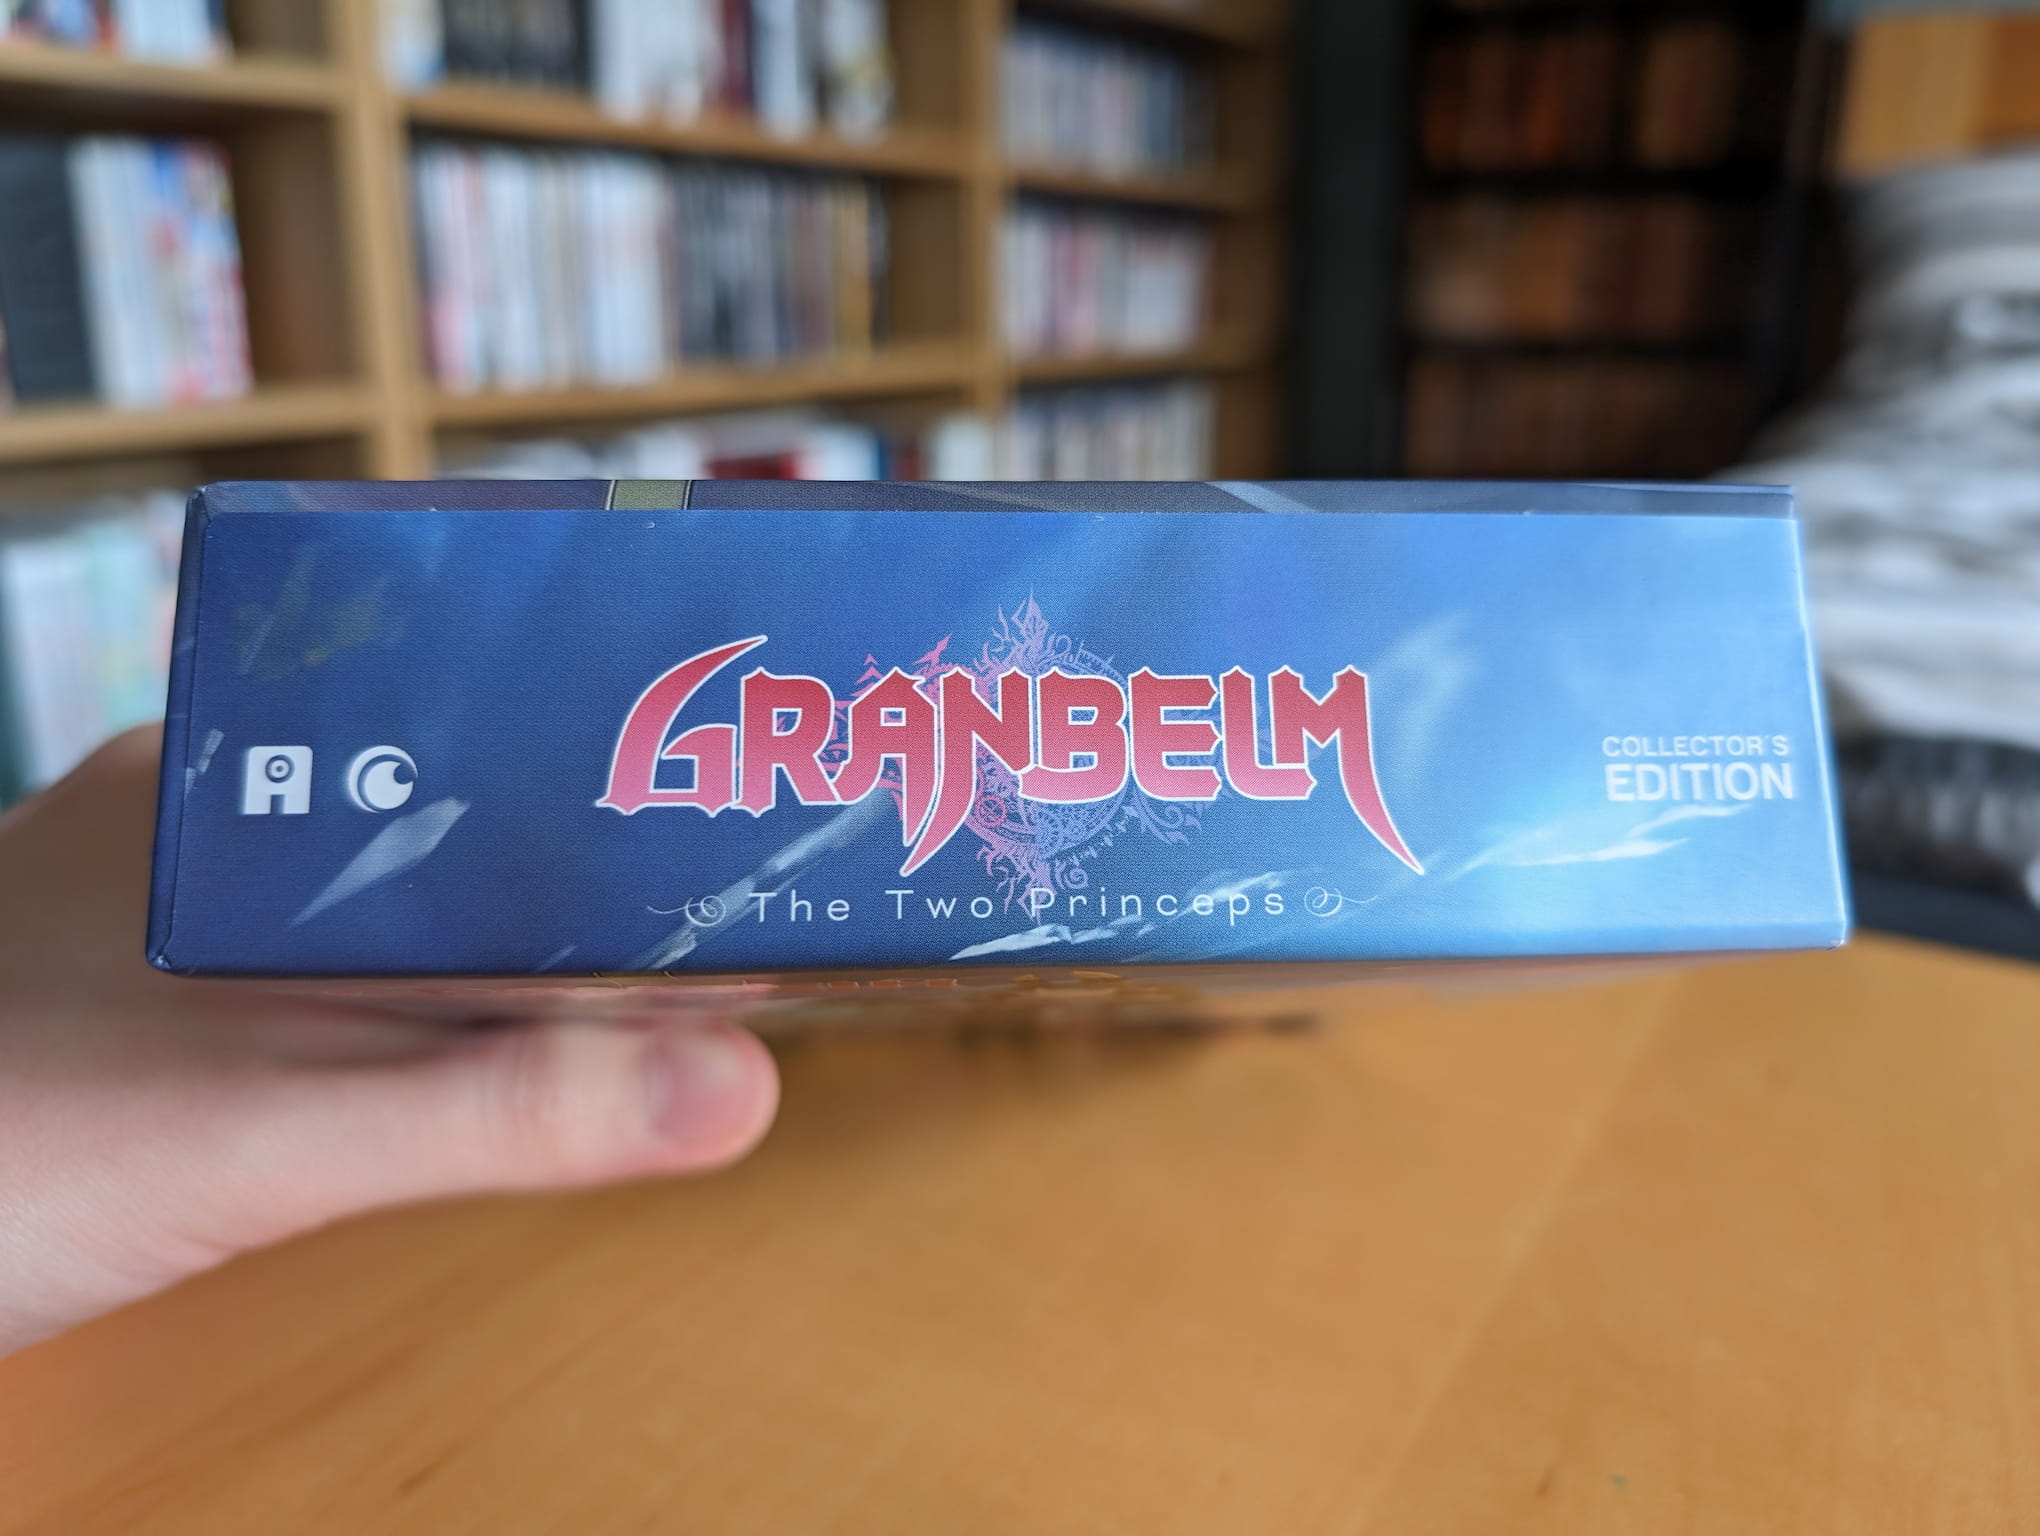 GRANBELM
The Two Princeps
COLLECTOR'S
EDITION